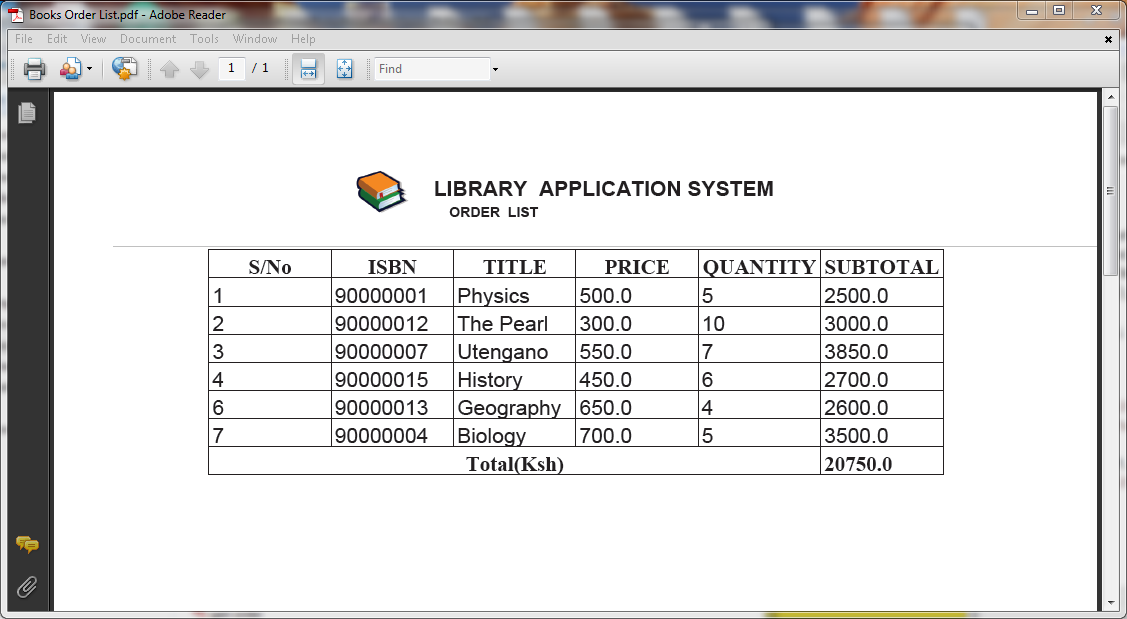 Books Order List.pdf - Adobe Reader
File Edit View Document Tools Window Help
1 / 1 Find
LIBRARY APPLICATION SYSTEM
ORDER LIST
S/No ISBN TITLE PRICE QUANTITY SUBTOTAL
1 90000001 Physics 500.0 5 2500.0
2 90000012 The Pearl 300.0 10 3000.0
3 90000007 Utengano 550.0 7 3850.0
4 90000015 History 450.0 6 2700.0
6 90000013 Geography 650.0 4 2600.0
7 90000004 Biology 700.0 5 3500.0
Total(Ksh) 20750.0